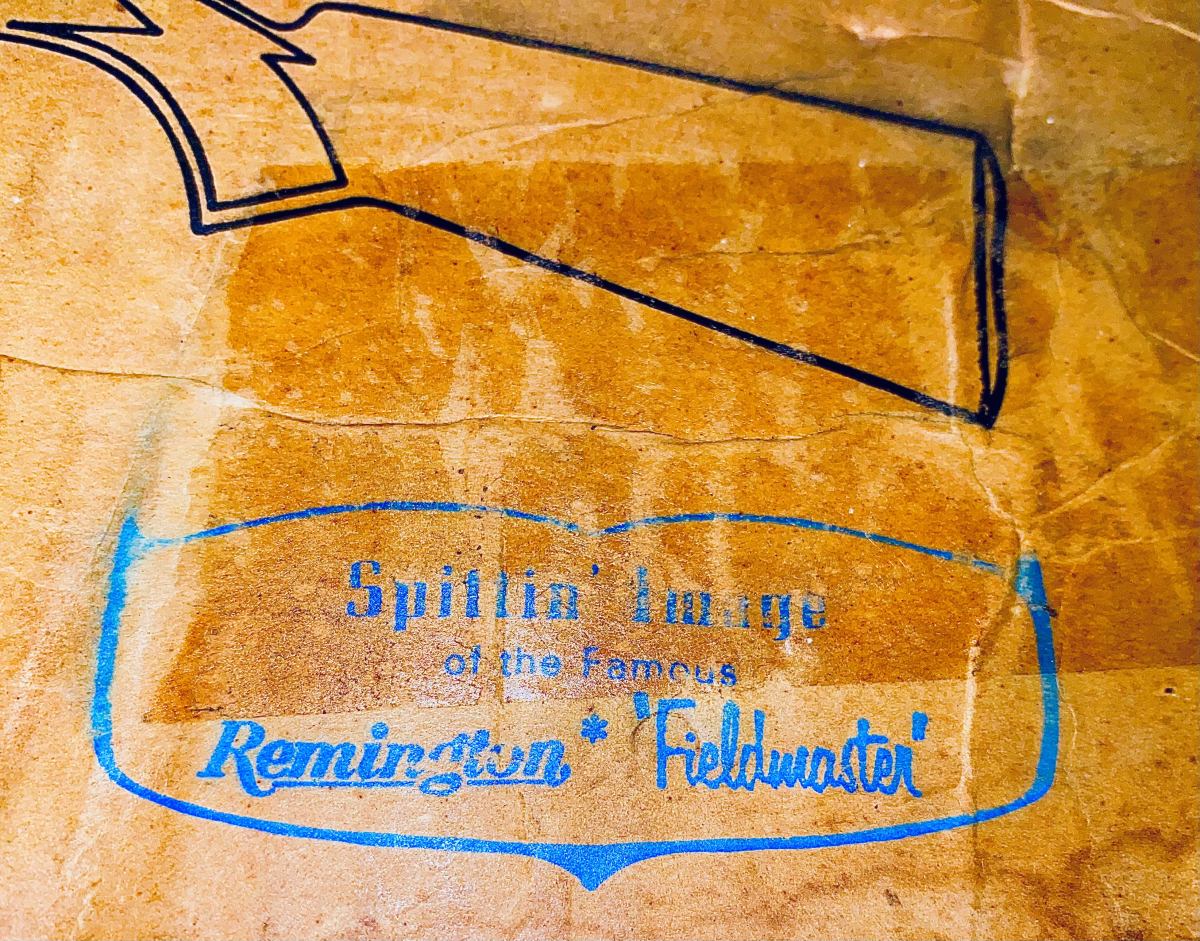 Spittin' Image
of the Famous
Remington * 'Fieldmaster'